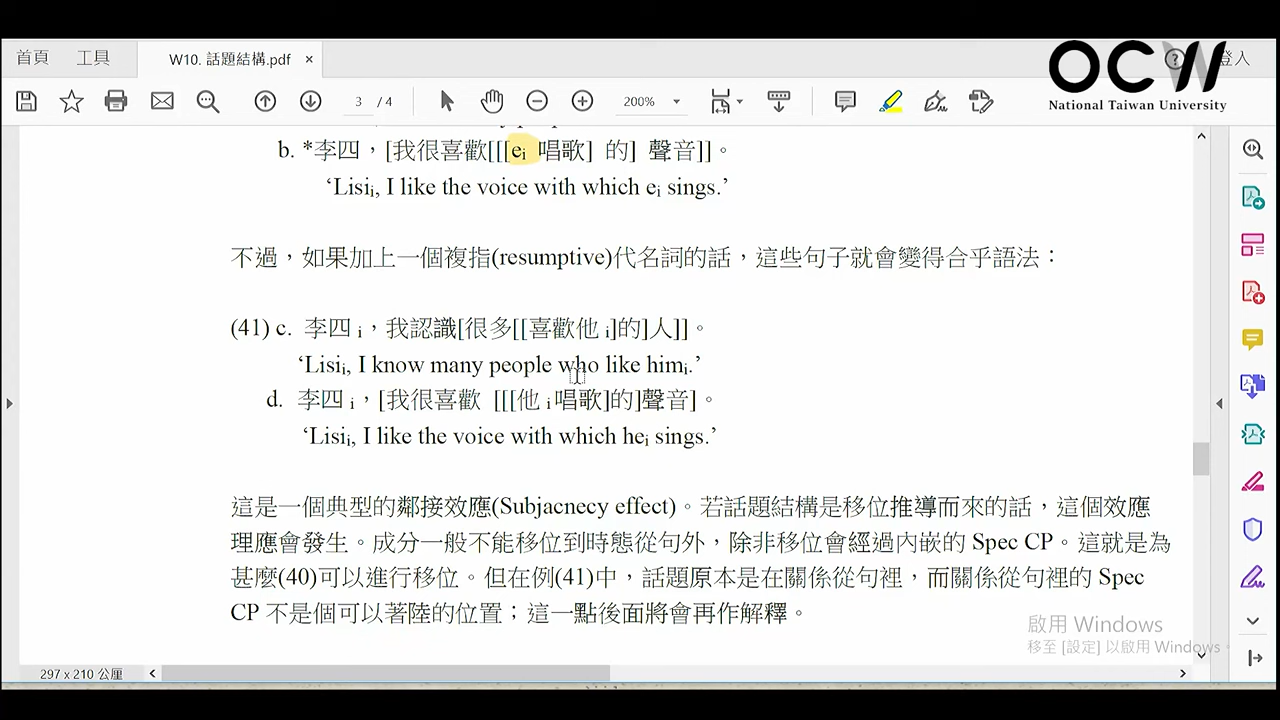 首頁 工具 W10. 話題結構.pdf × 登入
OCW
National Taiwan University
3 / 4 200%
b. *李四，[我很喜歡[[[ei 唱歌] 的] 聲音]]。
‘Lisii, I like the voice with which ei sings.’
不過，如果加上一個複指(resumptive)代名詞的話，這些句子就會變得合乎語法：
(41) c. 李四 i，我認識[很多[[喜歡他 i]的]人]]。
‘Lisii, I know many people who like himi.’
d. 李四 i，[我很喜歡 [[[他 i 唱歌]的]聲音]。
‘Lisii, I like the voice with which hei sings.’
這是一個典型的鄰接效應(Subjacnecy effect)。若話題結構是移位推導而來的話，這個效應
理應會發生。成分一般不能移位到時態從句外，除非移位會經過內嵌的 Spec CP。這就是為
甚麼(40)可以進行移位。但在例(41)中，話題原本是在關係從句裡，而關係從句裡的 Spec
CP 不是個可以著陸的位置；這一點後面將會再作解釋。
啟用 Windows
移至 [設定] 以啟用 Windows。
297 x 210 公厘